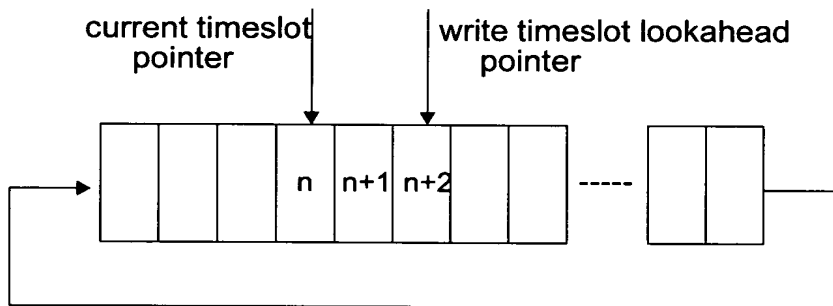 current timeslot
pointer
write timeslot lookahead
pointer
n n+1 n+2 -----